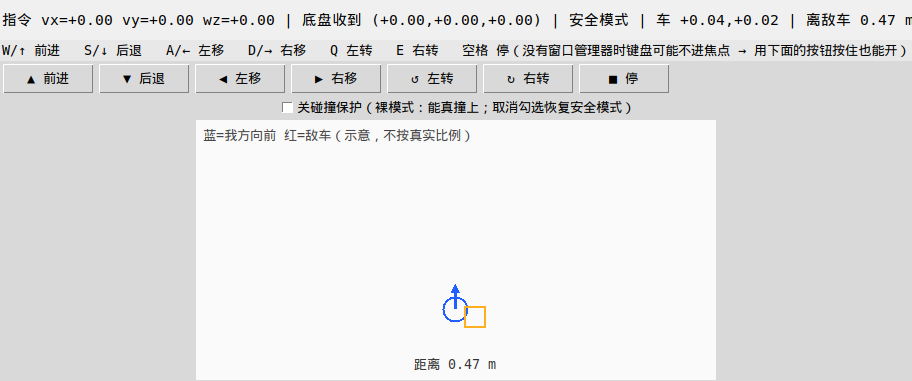 指令 vx=+0.00 vy=+0.00 wz=+0.00 | 底盘收到 (+0.00,+0.00,+0.00) | 安全模式 | 车 +0.04,+0.02 | 离敌车 0.47 m
W/↑ 前进 S/↓ 后退 A/← 左移 D/→ 右移 Q 左转 E 右转 空格 停(没有窗口管理器时键盘可能不进焦点 → 用下面的按钮按住也能开)
▲ 前进 ▼ 后退 ◀ 左移 ▶ 右移 ↺ 左转 ↻ 右转 ■ 停
关碰撞保护(裸模式:能真撞上;取消勾选恢复安全模式)
蓝=我方向前 红=敌车(示意,不按真实比例)
距离 0.47 m